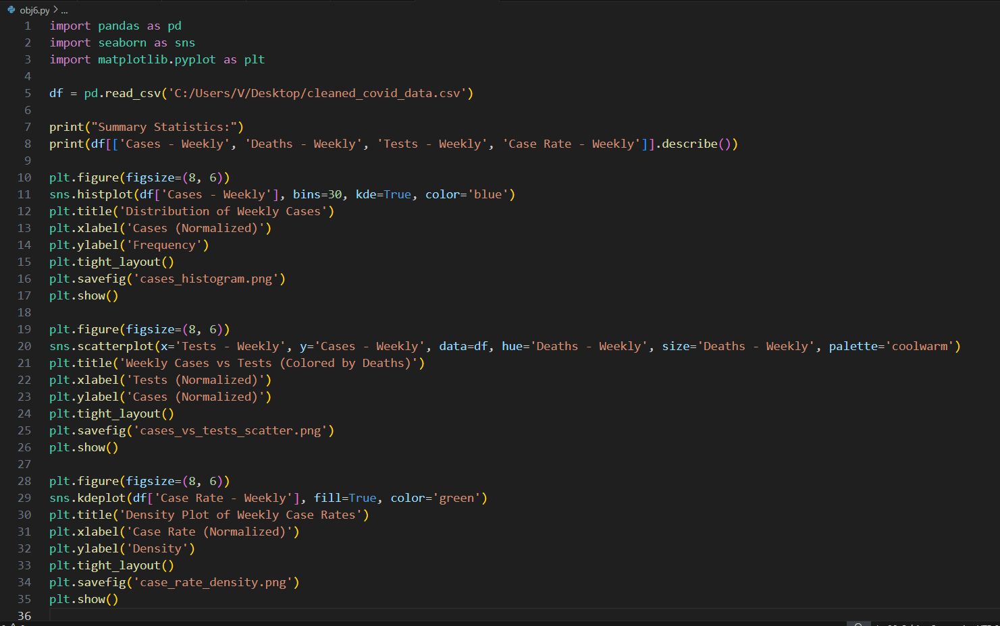 obj6.py > ...
1 import pandas as pd
2 import seaborn as sns
3 import matplotlib.pyplot as plt
4
5 df = pd.read_csv('C:/Users/V/Desktop/cleaned_covid_data.csv')
6
7 print("Summary Statistics:")
8 print(df[['Cases - Weekly', 'Deaths - Weekly', 'Tests - Weekly', 'Case Rate - Weekly']].describe())
9
10 plt.figure(figsize=(8, 6))
11 sns.histplot(df['Cases - Weekly'], bins=30, kde=True, color='blue')
12 plt.title('Distribution of Weekly Cases')
13 plt.xlabel('Cases (Normalized)')
14 plt.ylabel('Frequency')
15 plt.tight_layout()
16 plt.savefig('cases_histogram.png')
17 plt.show()
18
19 plt.figure(figsize=(8, 6))
20 sns.scatterplot(x='Tests - Weekly', y='Cases - Weekly', data=df, hue='Deaths - Weekly', size='Deaths - Weekly', palette='coolwarm')
21 plt.title('Weekly Cases vs Tests (Colored by Deaths)')
22 plt.xlabel('Tests (Normalized)')
23 plt.ylabel('Cases (Normalized)')
24 plt.tight_layout()
25 plt.savefig('cases_vs_tests_scatter.png')
26 plt.show()
27
28 plt.figure(figsize=(8, 6))
29 sns.kdeplot(df['Case Rate - Weekly'], fill=True, color='green')
30 plt.title('Density Plot of Weekly Case Rates')
31 plt.xlabel('Case Rate (Normalized)')
32 plt.ylabel('Density')
33 plt.tight_layout()
34 plt.savefig('case_rate_density.png')
35 plt.show()
36